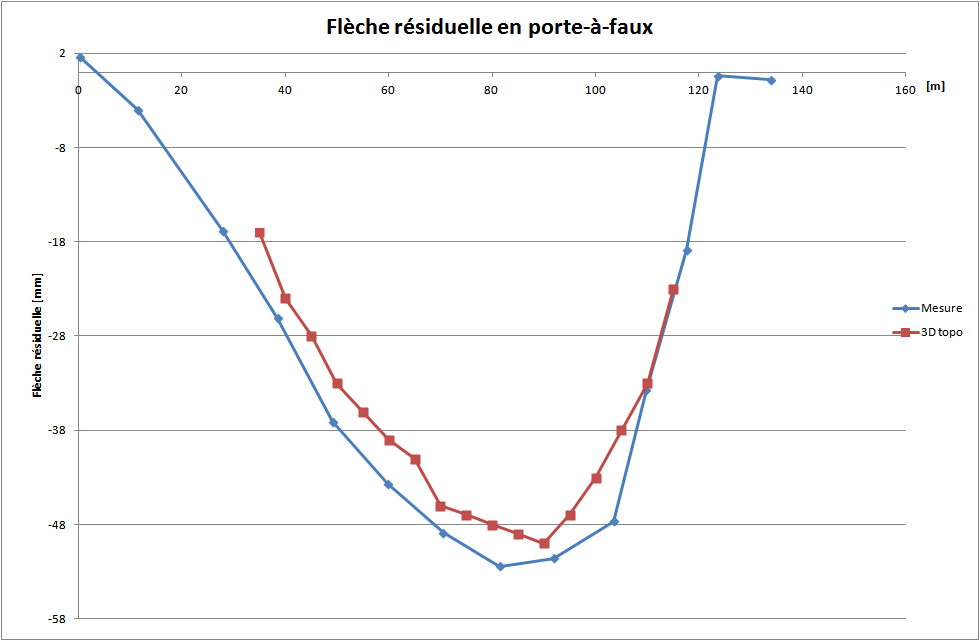 Flèche résiduelle en porte-à-faux
2
0 20 40 60 80 100 120 140 160 [m]
-8
-18
-28
-38
-48
-58
Flèche résiduelle [mm]
Mesure
3D topo